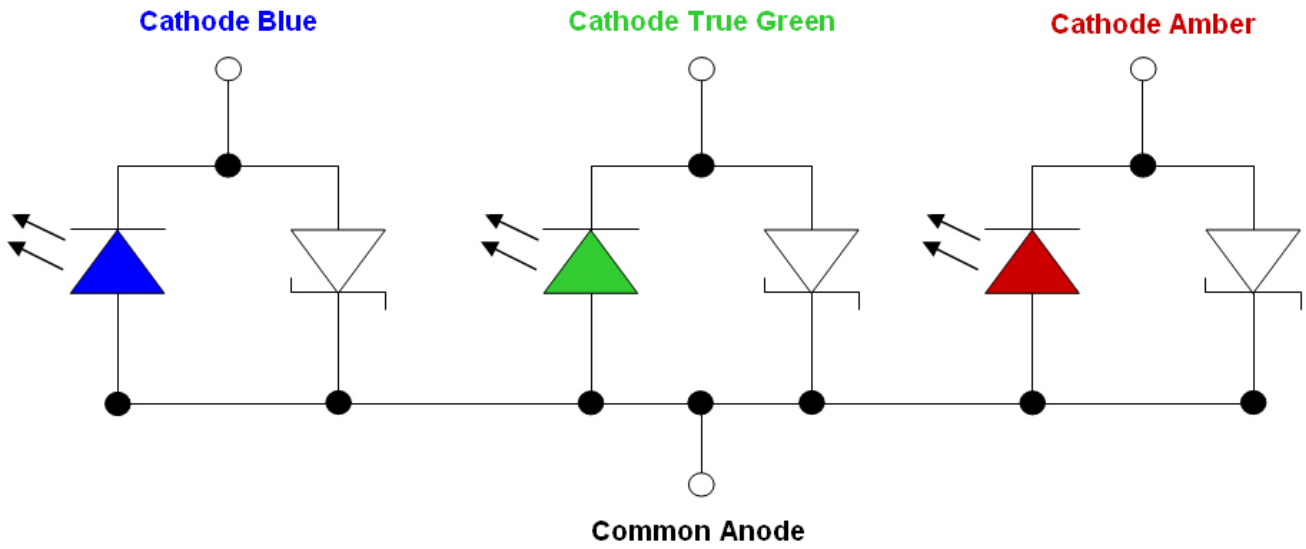 Cathode Blue
Cathode True Green
Cathode Amber
Common Anode